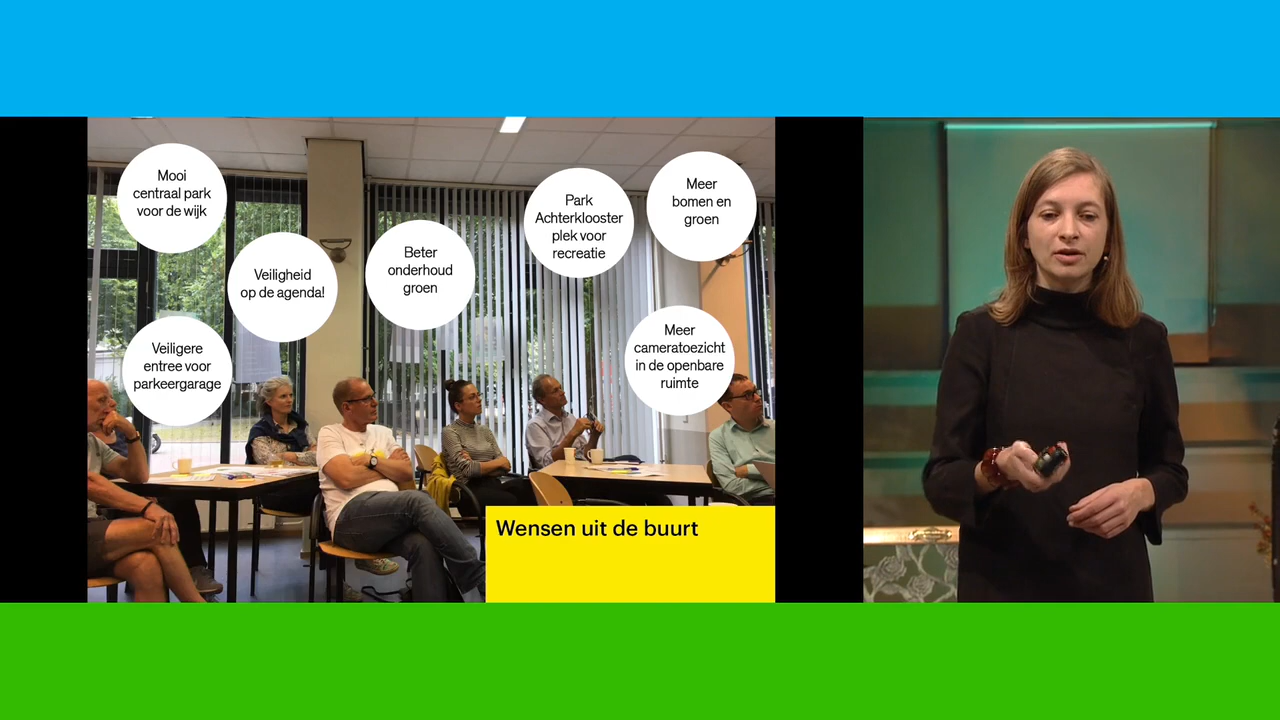 Mooi
centraal park
voor de wijk
Veiligheid
op de agenda!
Veiligere
entree voor
parkeergarage
Beter
onderhoud
groen
Park
Achterklooster
plek voor
recreatie
Meer
bomen en
groen
Meer
cameratoezicht
in de openbare
ruimte
Wensen uit de buurt